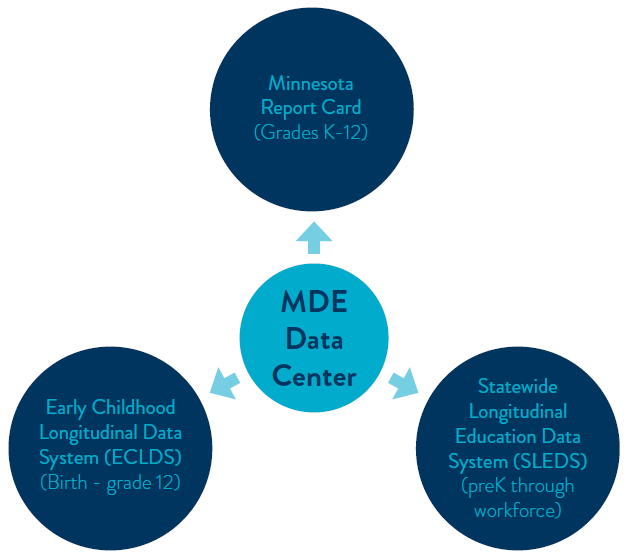 Minnesota
Report Card
(Grades K-12)
MDE
Data
Center
Early Childhood
Longitudinal Data
System (ECLDS)
(Birth - grade 12)
Statewide
Longitudinal
Education Data
System (SLEDS)
(preK through
workforce)